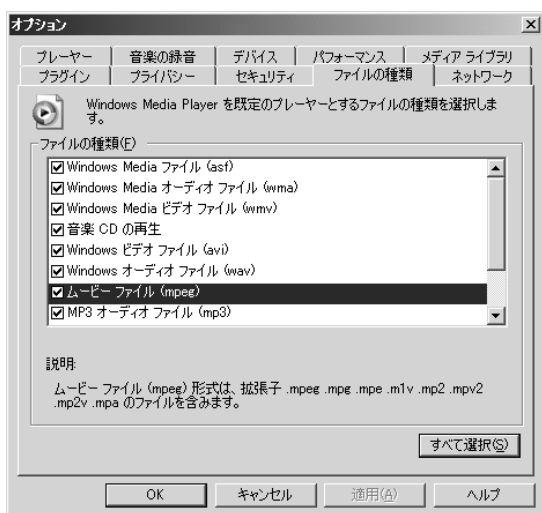 オプション
プレーヤー 音楽の録音 デバイス パフォーマンス メディア ライブラリ
プラグイン プライバシー セキュリティ ファイルの種類 ネットワーク
Windows Media Player を既定のプレーヤーとするファイルの種類を選択しま
す。
ファイルの種類(F)
Windows Media ファイル (asf)
Windows Media オーディオ ファイル (wma)
Windows Media ビデオ ファイル (wmv)
音楽 CD の再生
Windows ビデオ ファイル (avi)
Windows オーディオ ファイル (wav)
ムービー ファイル (mpeg)
MP3 オーディオ ファイル (mp3)
説明:
ムービー ファイル (mpeg) 形式は、拡張子 .mpeg .mpg .mpe .m1v .mp2 .mpv2
.mp2v .mpa のファイルを含みます。
すべて選択(S)
OK キャンセル 適用(A) ヘルプ